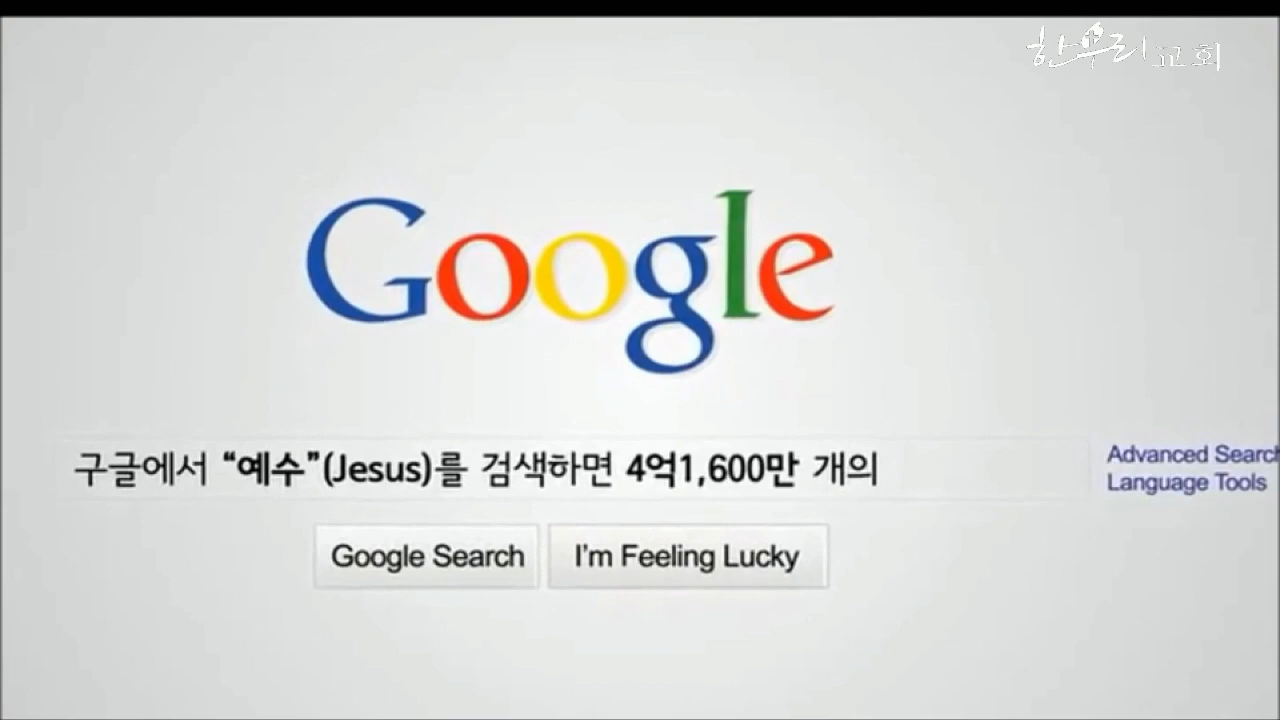 한우리교회
Google
구글에서 “예수”(Jesus)를 검색하면 4억1,600만 개의
Advanced Search
Language Tools
Google Search
I'm Feeling Lucky